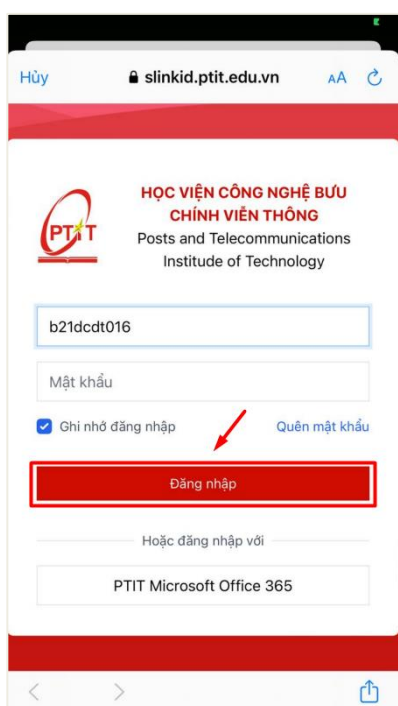 Hủy
slinkid.ptit.edu.vn
AA
HỌC VIỆN CÔNG NGHỆ BƯU
CHÍNH VIỄN THÔNG
PTIT
Posts and Telecommunications
Institude of Technology
b21dcdt016
Mật khẩu
Ghi nhớ đăng nhập
Quên mật khẩu
Đăng nhập
Hoặc đăng nhập với
PTIT Microsoft Office 365